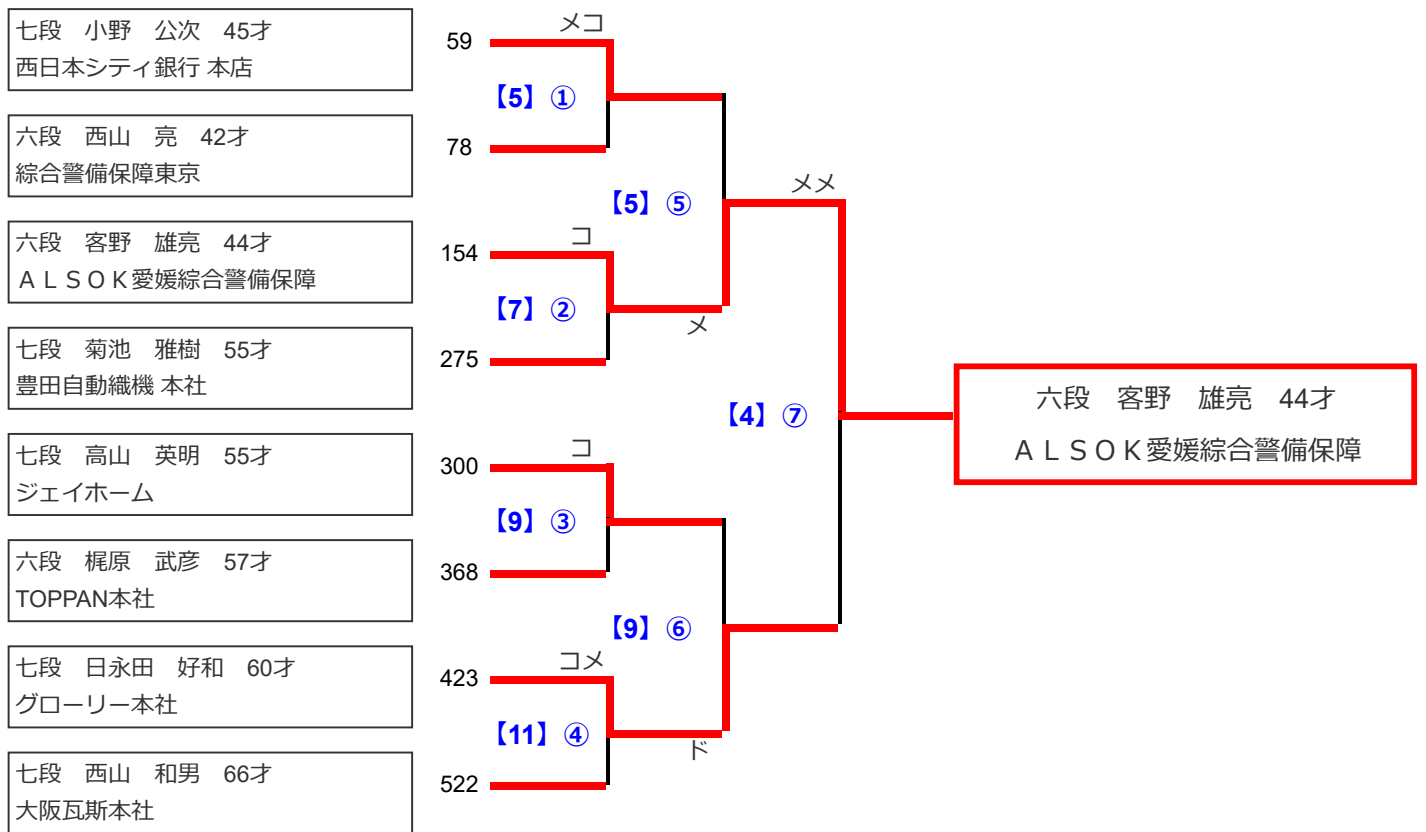 七段　小野　公次　45才
西日本シティ銀行 本店
六段　西山　亮　42才
綜合警備保障東京
六段　客野　雄亮　44才
ＡＬＳＯＫ愛媛綜合警備保障
七段　菊池　雅樹　55才
豊田自動織機 本社
七段　高山　英明　55才
ジェイホーム
六段　梶原　武彦　57才
TOPPAN本社
七段　日永田　好和　60才
グローリー本社
七段　西山　和男　66才
大阪瓦斯本社
59
メコ
【5】①
78
【5】⑤
メメ
154
コ
【7】②
メ
275
【4】⑦
300
コ
【9】③
368
【9】⑥
423
コメ
【11】④
ド
522
六段　客野　雄亮　44才
ＡＬＳＯＫ愛媛綜合警備保障